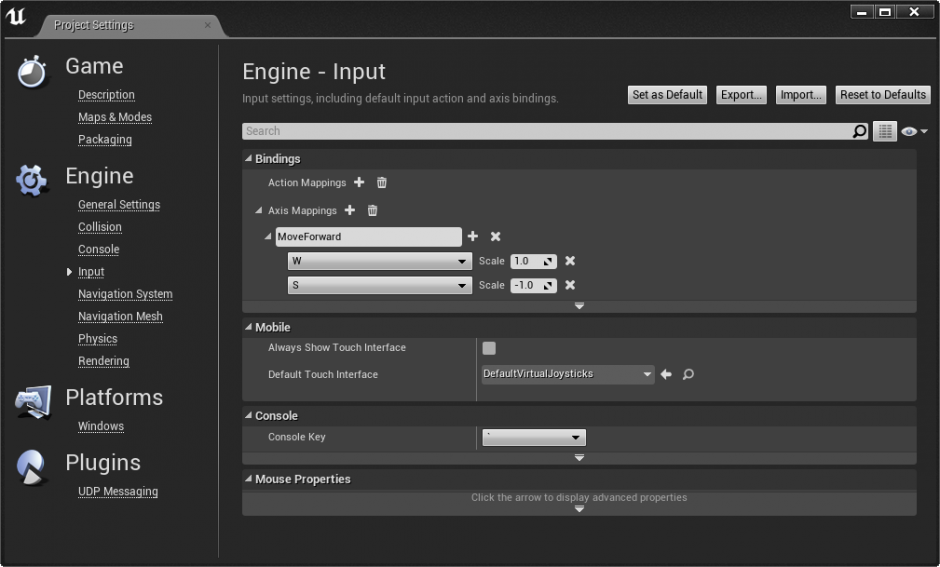 Project Settings
Game
Description
Maps & Modes
Packaging
Engine
General Settings
Collision
Console
Input
Navigation System
Navigation Mesh
Physics
Rendering
Platforms
Windows
Plugins
UDP Messaging
Engine - Input
Input settings, including default input action and axis bindings.
Set as Default Export... Import... Reset to Defaults
Search
Bindings
Action Mappings
Axis Mappings
MoveForward
W Scale 1.0
S Scale -1.0
Mobile
Always Show Touch Interface
Default Touch Interface DefaultVirtualJoysticks
Console
Console Key
Mouse Properties
Click the arrow to display advanced properties